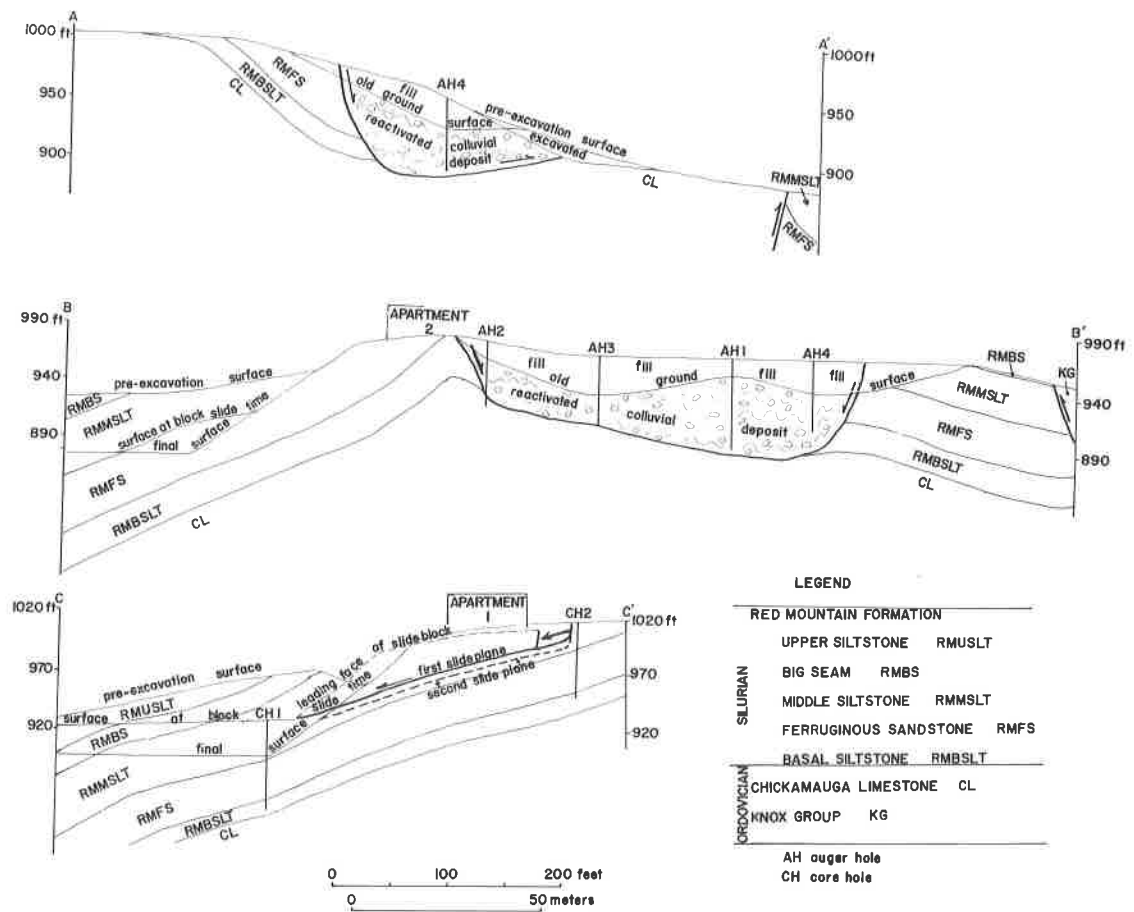 A
1000 ft
950
900
RMFS
RMBSLT
CL
old ground
fill
reactivated
AH4
surface
colluvial
deposit
pre-excavation surface
excavated
CL
A'
1000 ft
950
900
RMMSLT
RMFS
B
990 ft
940
890
APARTMENT
2
AH2
AH3
AH1
AH4
RMBS
KG
B'
990 ft
940
890
pre-excavation surface
RMBS
RMMSLT
surface at block slide time
final surface
RMFS
RMBSLT
CL
fill old
fill ground
fill
fill
surface
reactivated
colluvial
deposit
RMMSLT
RMFS
RMBSLT
CL
C
1020 ft
970
920
APARTMENT
1
CH2
C'
1020 ft
970
920
pre-excavation surface
leading face of slide block
first slide plane
second slide plane
surface at block slide time
RMUSLT
CH1
RMBS
final surface
RMMSLT
RMFS
RMBSLT
CL
0 100 200 feet
0 50 meters
LEGEND
SILURIAN
RED MOUNTAIN FORMATION
UPPER SILTSTONE RMUSLT
BIG SEAM RMBS
MIDDLE SILTSTONE RMMSLT
FERRUGINOUS SANDSTONE RMFS
BASAL SILTSTONE RMBSLT
ORDOVICIAN
CHICKAMAUGA LIMESTONE CL
KNOX GROUP KG
AH auger hole
CH core hole